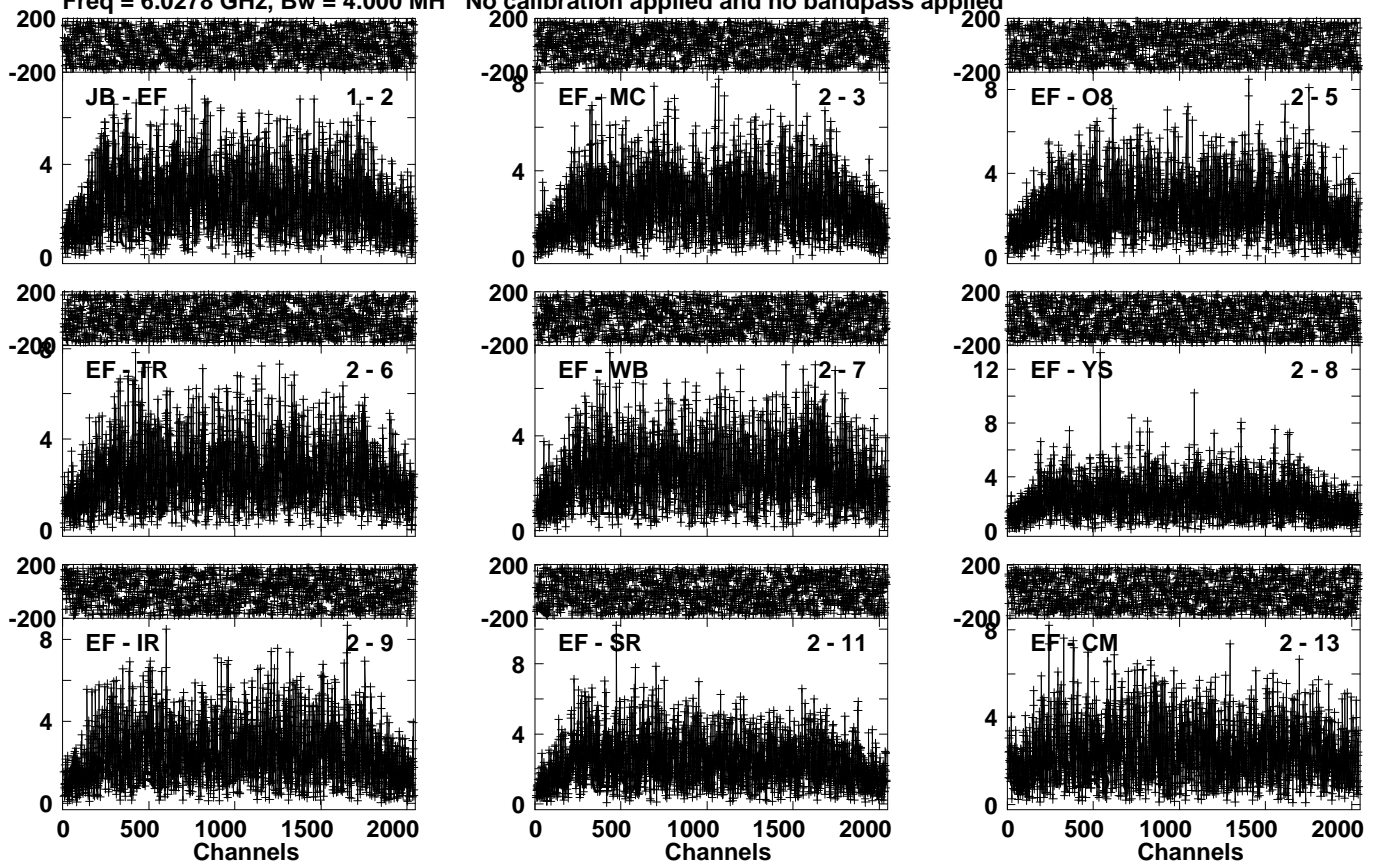 Freq = 6.0278 GHz, Bw = 4.000 MH No calibration applied and no bandpass applied
200 200 200
-200 -200 -200
8 8
JB - EF 1 - 2 EF - MC 2 - 3 EF - O8 2 - 5
4 4 4
0 0 0
200 200 200
-200 -200 -200
8 12
EF - TR 2 - 6 EF - WB 2 - 7 EF - YS 2 - 8
8
4 4 4
0 0 0
200 200 200
-200 -200 -200
8 8
EF - IR 2 - 9 EF - SR 2 - 11 EF - CM 2 - 13
8
4 4 4
0 0 0
0 500 1000 1500 2000 0 500 1000 1500 2000 0 500 1000 1500 2000
Channels Channels Channels